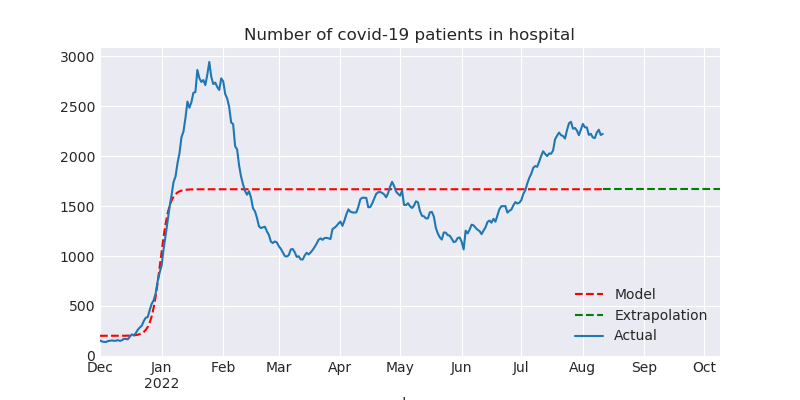 Number of covid-19 patients in hospital
3000
2500
2000
1500
1000
500
0
Model
Extrapolation
Actual
Dec Jan Feb Mar Apr May Jun Jul Aug Sep Oct
2022